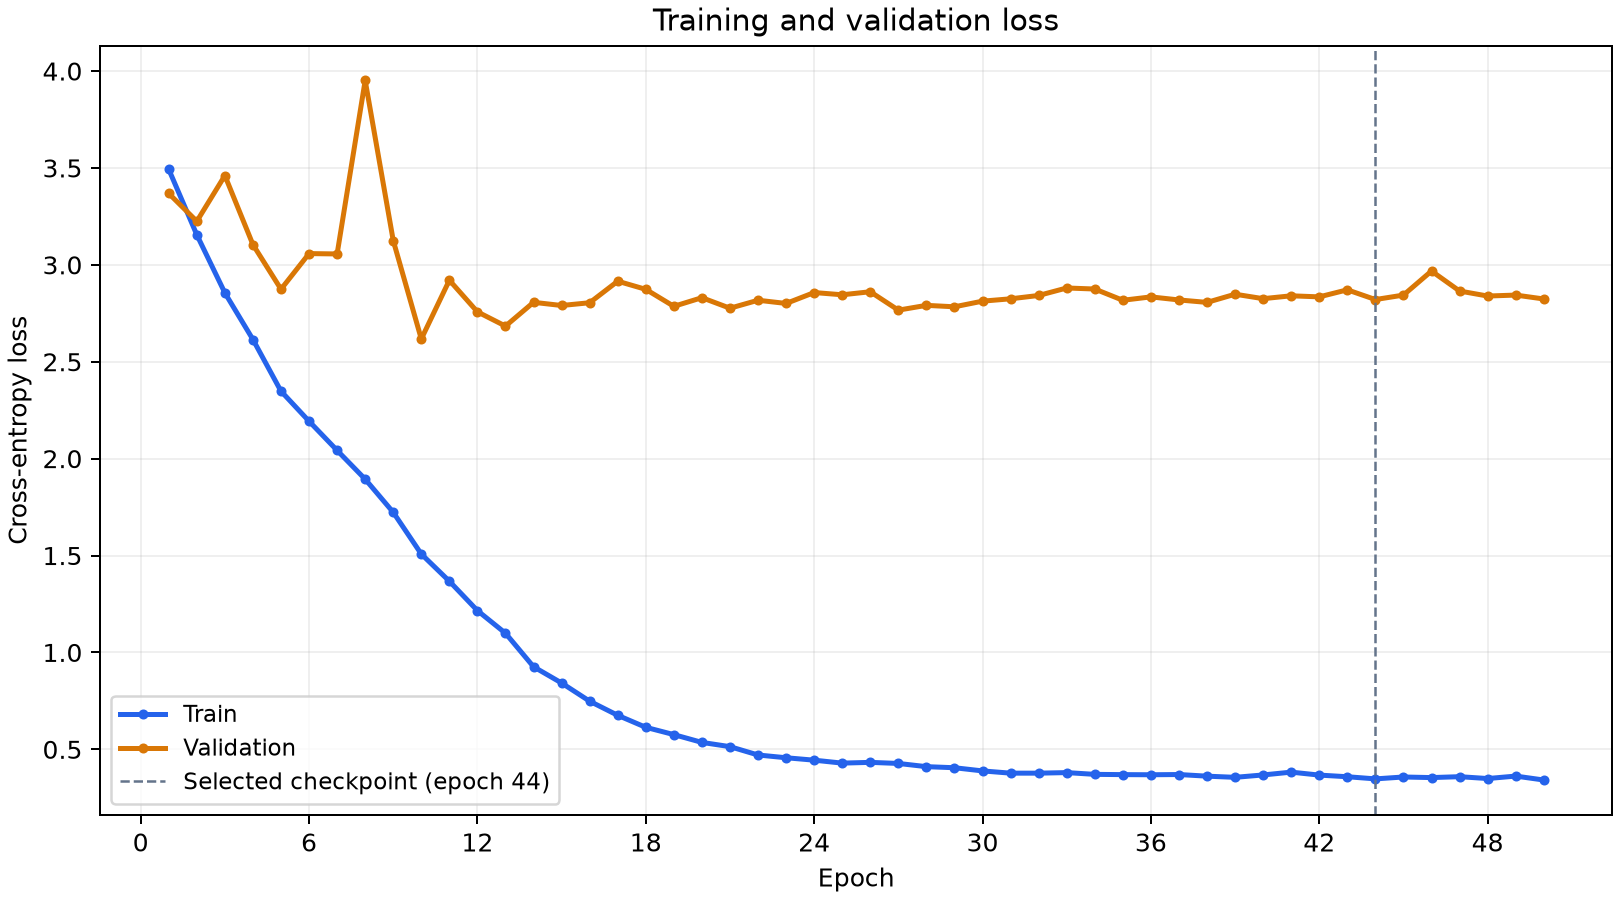 Training and validation loss
Cross-entropy loss
4.0
3.5
3.0
2.5
2.0
1.5
1.0
0.5
Train
Validation
Selected checkpoint (epoch 44)
0 6 12 18 24 30 36 42 48
Epoch